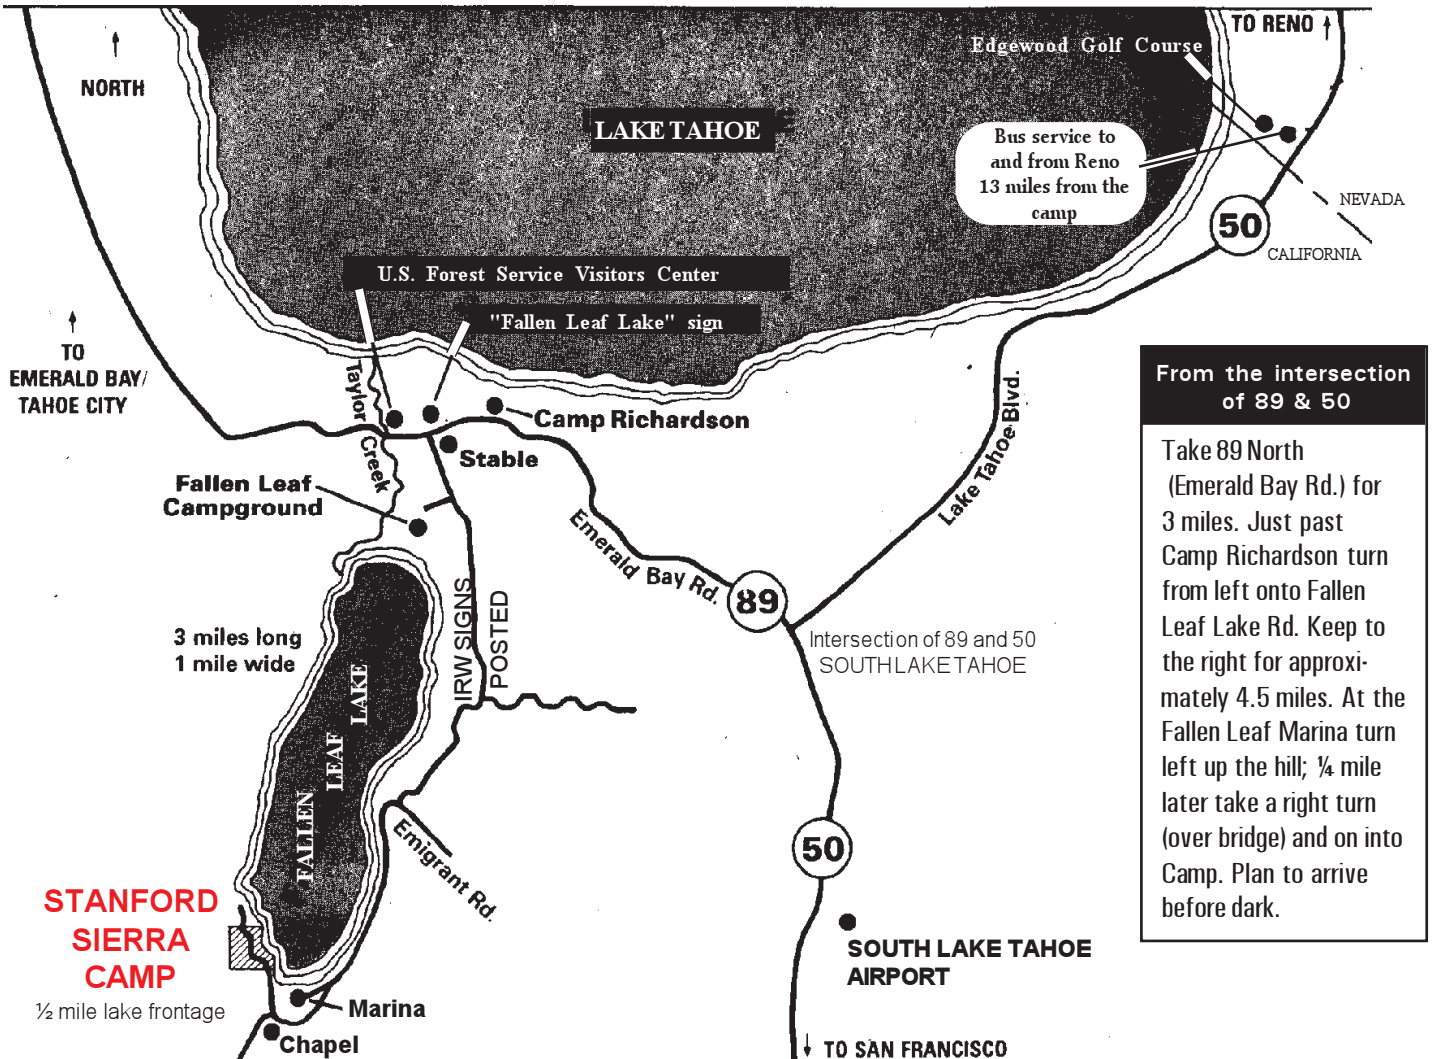 TO RENO
Edgewood Golf Course
NORTH
LAKE TAHOE
Bus service to
and from Reno
13 miles from the
camp
NEVADA
50
CALIFORNIA
U.S. Forest Service Visitors Center
"Fallen Leaf Lake" sign
TO
EMERALD BAY/
TAHOE CITY
Taylor
Creek
Camp Richardson
Stable
Fallen Leaf
Campground
Lake Tahoe Blvd.
Emerald Bay Rd.
89
IRW SIGNS
POSTED
Intersection of 89 and 50
SOUTH LAKE TAHOE
3 miles long
1 mile wide
FALLEN
LEAF
LAKE
Emigrant Rd.
50
STANFORD
SIERRA
CAMP
½ mile lake frontage
Marina
Chapel
SOUTH LAKE TAHOE
AIRPORT
TO SAN FRANCISCO
From the intersection
of 89 & 50
Take 89 North
(Emerald Bay Rd.) for
3 miles. Just past
Camp Richardson turn
from left onto Fallen
Leaf Lake Rd. Keep to
the right for approxi-
mately 4.5 miles. At the
Fallen Leaf Marina turn
left up the hill; ¼ mile
later take a right turn
(over bridge) and on into
Camp. Plan to arrive
before dark.